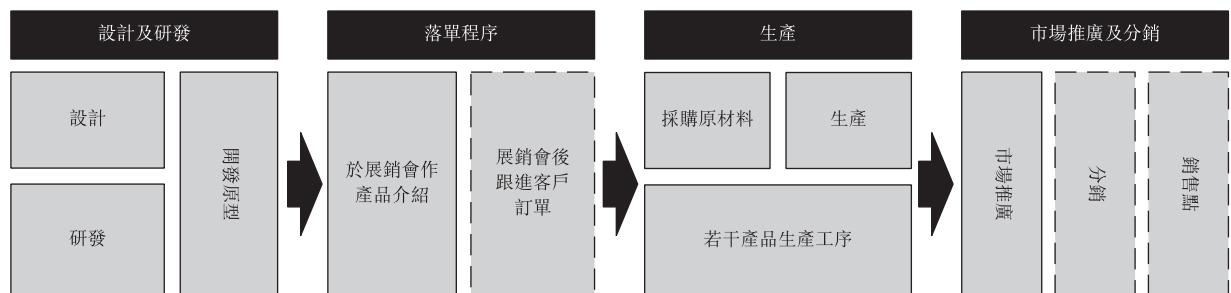 設計及研發
設計
研發
開發原型
落單程序
於展銷會作
產品介紹
展銷會後
跟進客戶
訂單
生產
採購原材料
生產
若干產品生產工序
市場推廣及分銷
市場推廣
分銷
銷售點